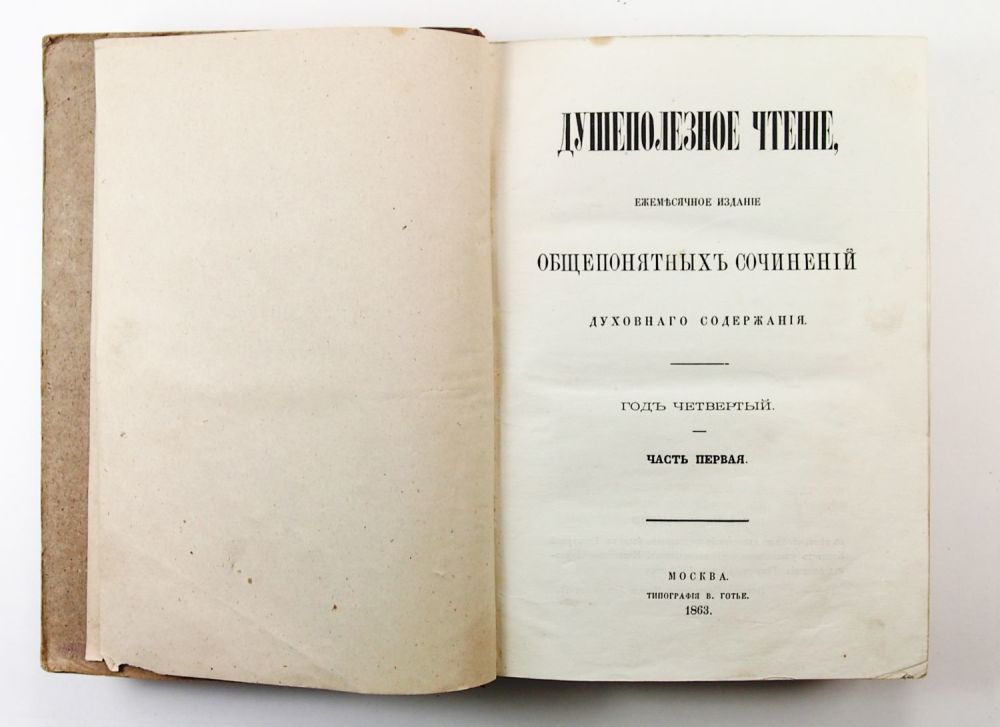 ДУШЕПОЛЕЗНОЕ ЧТЕНІЕ,
ЕЖЕМѢСЯЧНОЕ ИЗДАНІЕ
ОБЩЕПОНЯТНЫХЪ СОЧИНЕНІЙ
ДУХОВНАГО СОДЕРЖАНІЯ.
ГОДЪ ЧЕТВЕРТЫЙ.
ЧАСТЬ ПЕРВАЯ.
МОСКВА.
ТИПОГРАФІЯ В. ГОТЬЕ.
1863.